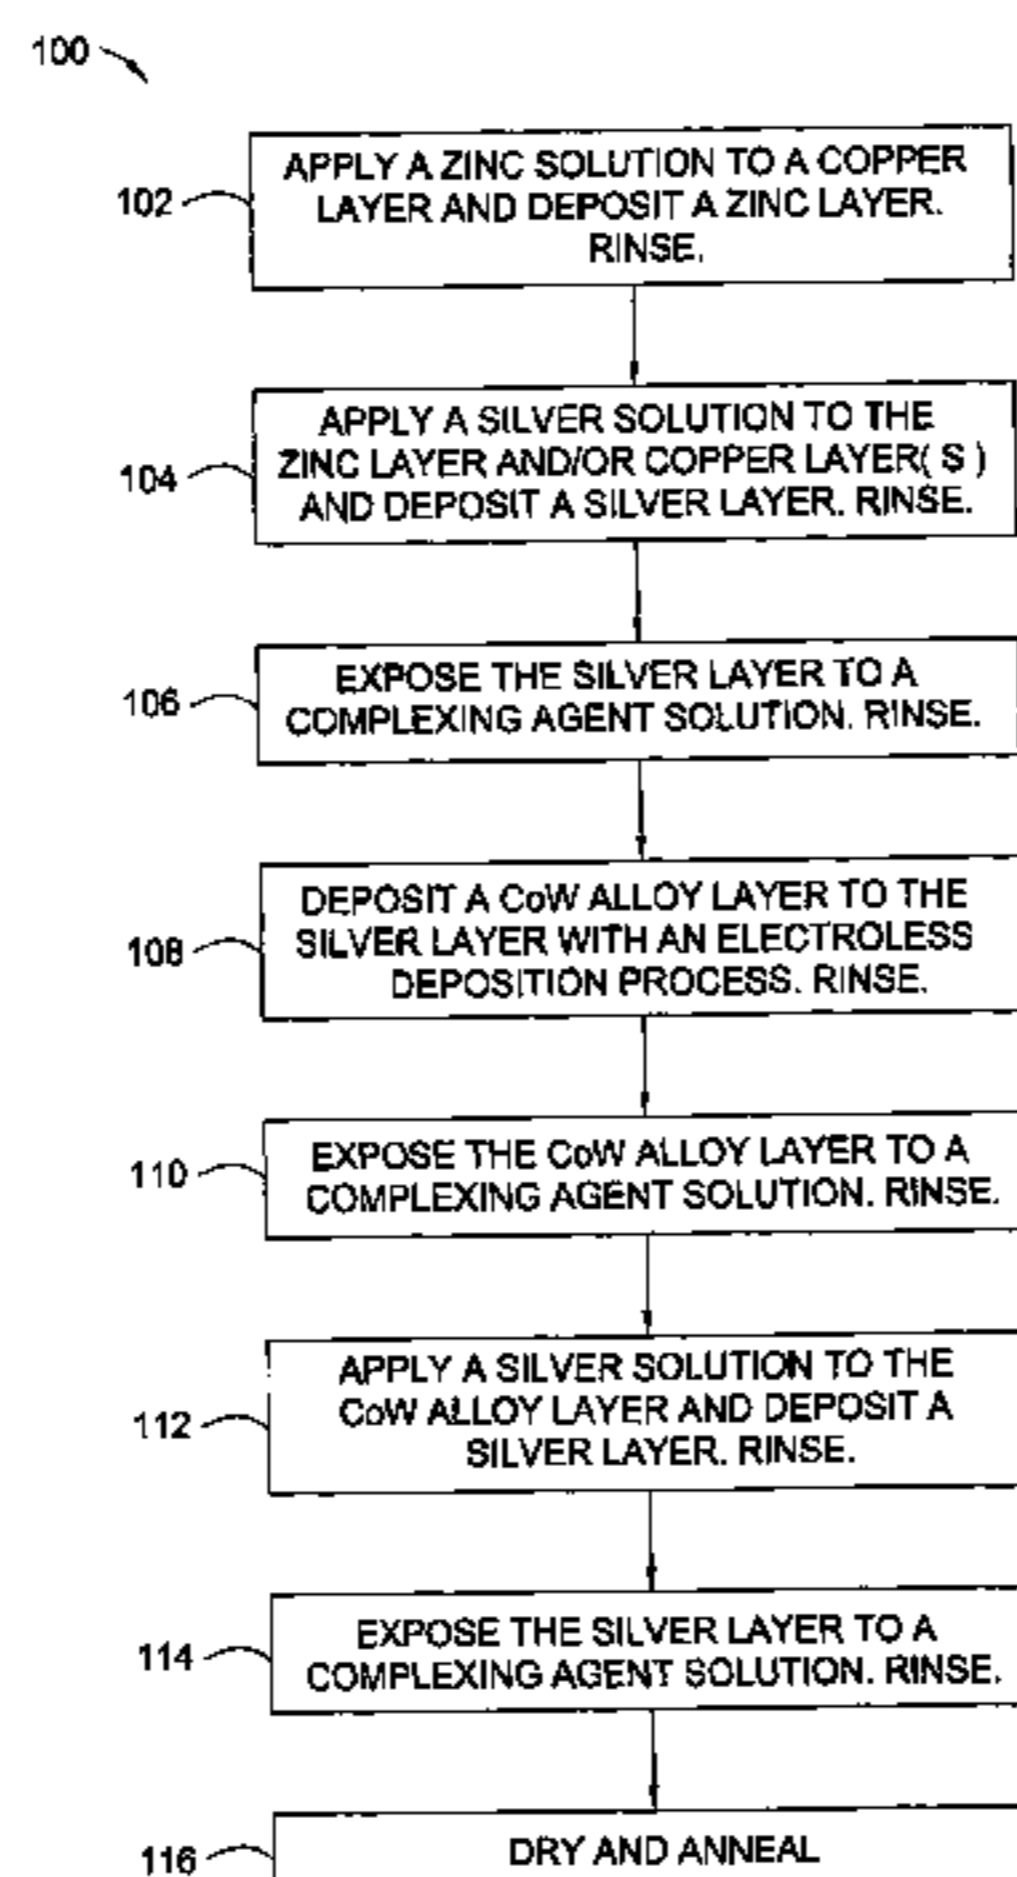 100
102
APPLY A ZINC SOLUTION TO A COPPER
LAYER AND DEPOSIT A ZINC LAYER.
RINSE.
104
APPLY A SILVER SOLUTION TO THE
ZINC LAYER AND/OR COPPER LAYER( S )
AND DEPOSIT A SILVER LAYER. RINSE.
106
EXPOSE THE SILVER LAYER TO A
COMPLEXING AGENT SOLUTION. RINSE.
108
DEPOSIT A CoW ALLOY LAYER TO THE
SILVER LAYER WITH AN ELECTROLESS
DEPOSITION PROCESS. RINSE.
110
EXPOSE THE CoW ALLOY LAYER TO A
COMPLEXING AGENT SOLUTION. RINSE.
112
APPLY A SILVER SOLUTION TO THE
CoW ALLOY LAYER AND DEPOSIT A
SILVER LAYER. RINSE.
114
EXPOSE THE SILVER LAYER TO A
COMPLEXING AGENT SOLUTION. RINSE.
116
DRY AND ANNEAL